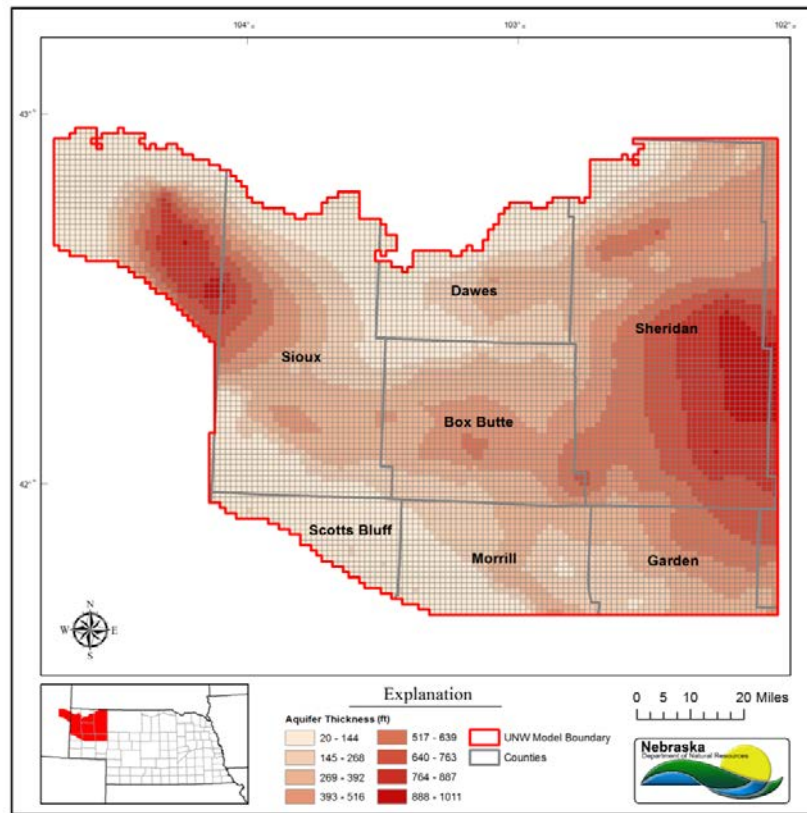 104°
103°
102°
43°
Dawes
Sheridan
Sioux
Box Butte
42°
Scotts Bluff
Morrill
Garden
N
W E
S
Explanation
Aquifer Thickness (ft)
20 - 144
145 - 268
269 - 392
393 - 516
517 - 639
640 - 763
764 - 887
888 - 1011
UNW Model Boundary
Counties
0 5 10 20 Miles
Nebraska
Department of Natural Resources